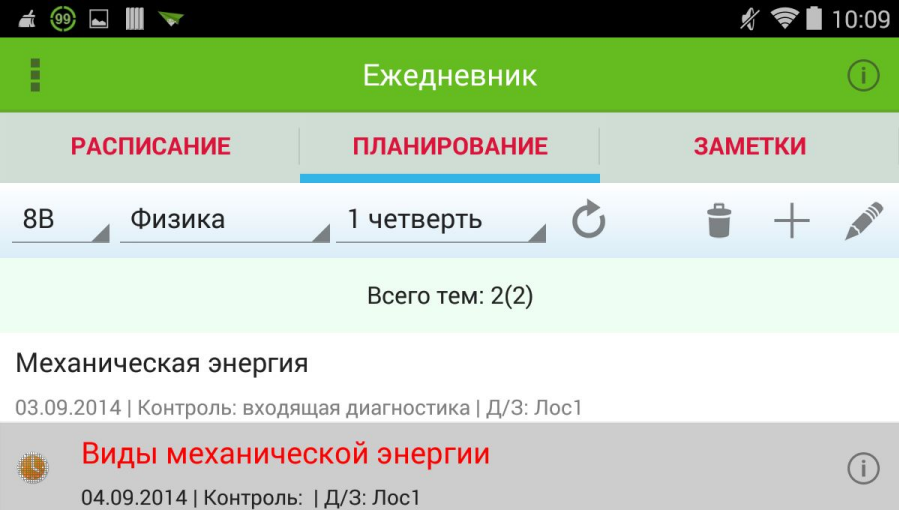 99 10:09
Ежедневник
РАСПИСАНИЕ ПЛАНИРОВАНИЕ ЗАМЕТКИ
8В Физика 1 четверть
Всего тем: 2(2)
Механическая энергия
03.09.2014 | Контроль: входящая диагностика | Д/З: Лос1
Виды механической энергии
04.09.2014 | Контроль: | Д/З: Лос1